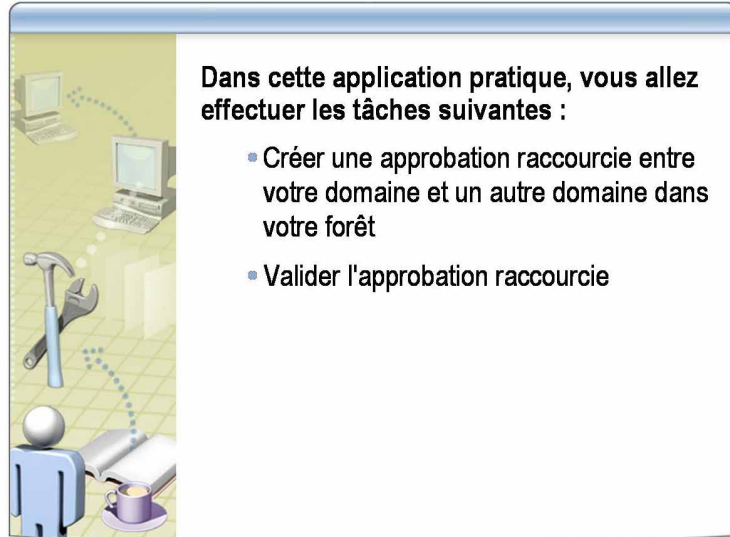 Dans cette application pratique, vous allez
effectuer les tâches suivantes :
Créer une approbation raccourcie entre
votre domaine et un autre domaine dans
votre forêt
Valider l'approbation raccourcie